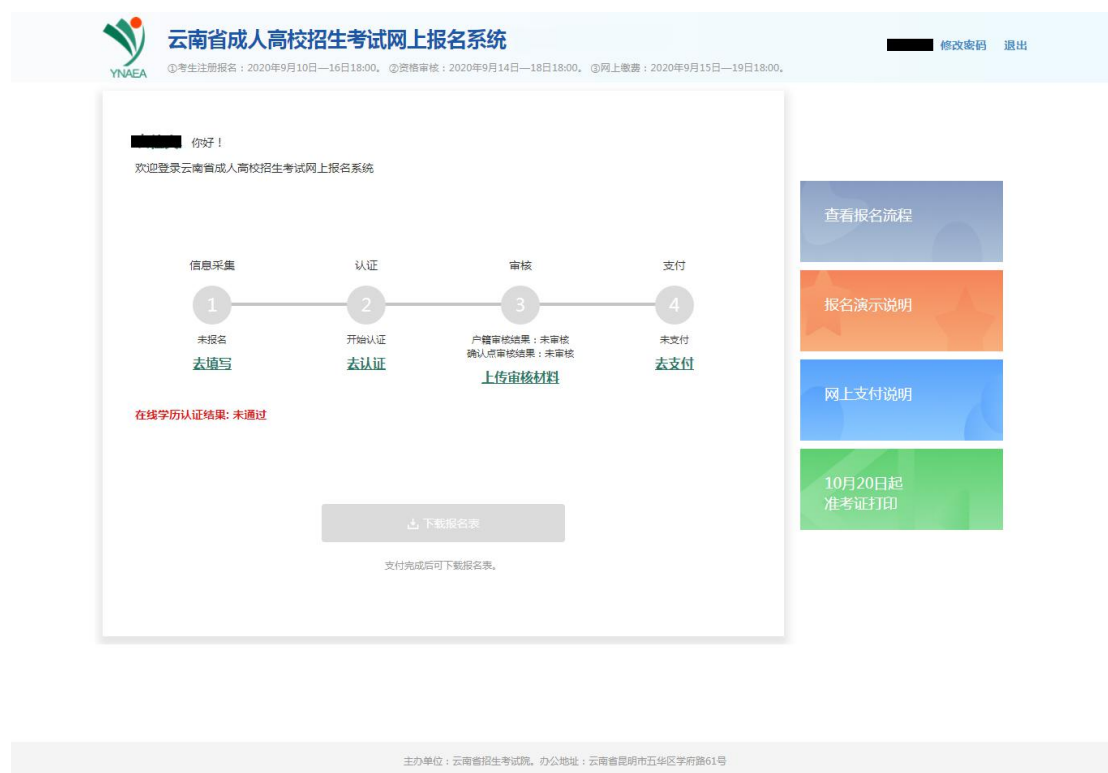 云南省成人高校招生考试网上报名系统
修改密码 退出
YNAEA
①考生注册报名：2020年9月10日—16日18:00。 ②资格审核：2020年9月14日—18日18:00。 ③网上缴费：2020年9月15日—19日18:00。
你好！
欢迎登录云南省成人高校招生考试网上报名系统
查看报名流程
信息采集 认证 审核 支付
1 2 3 4
报名演示说明
未报名 开始认证 户籍审核结果：未审核 未支付
确认点审核结果：未审核
去填写 去认证 上传审核材料 去支付
网上支付说明
在线学历认证结果: 未通过
10月20日起
准考证打印
下载报名表
支付完成后可下载报名表。
主办单位：云南省招生考试院。办公地址：云南省昆明市五华区学府路61号